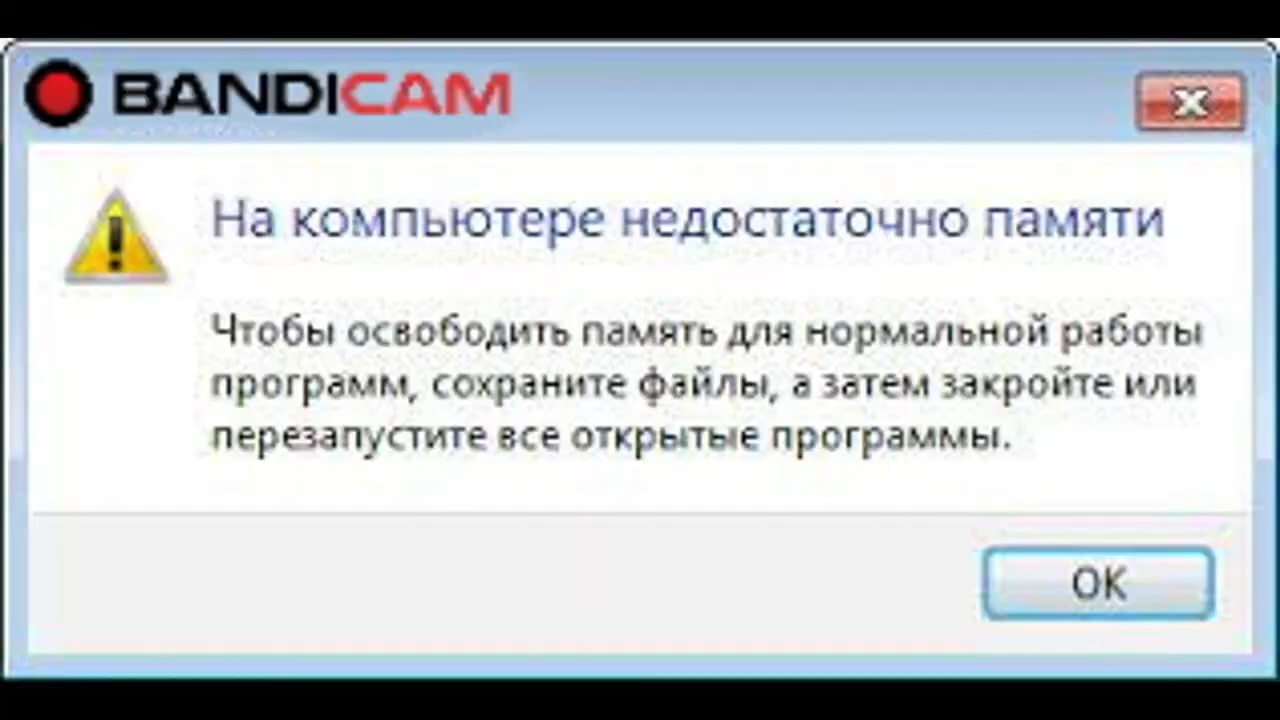 BANDICAM
На компьютере недостаточно памяти
Чтобы освободить память для нормальной работы
программ, сохраните файлы, а затем закройте или
перезапустите все открытые программы.
ОК